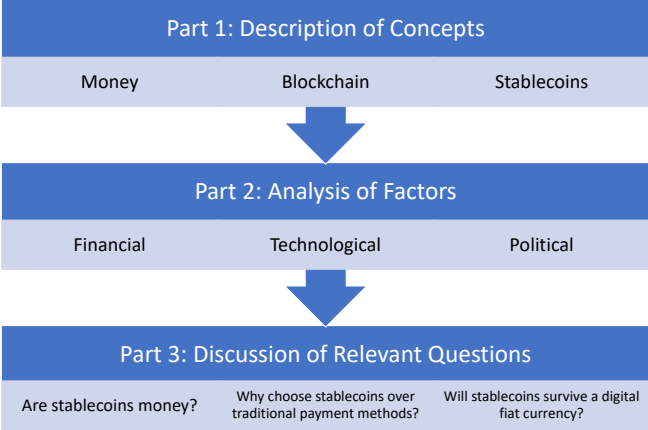 Part 1: Description of Concepts
Money Blockchain Stablecoins
Part 2: Analysis of Factors
Financial Technological Political
Part 3: Discussion of Relevant Questions
Are stablecoins money?
Why choose stablecoins over
traditional payment methods?
Will stablecoins survive a digital
fiat currency?